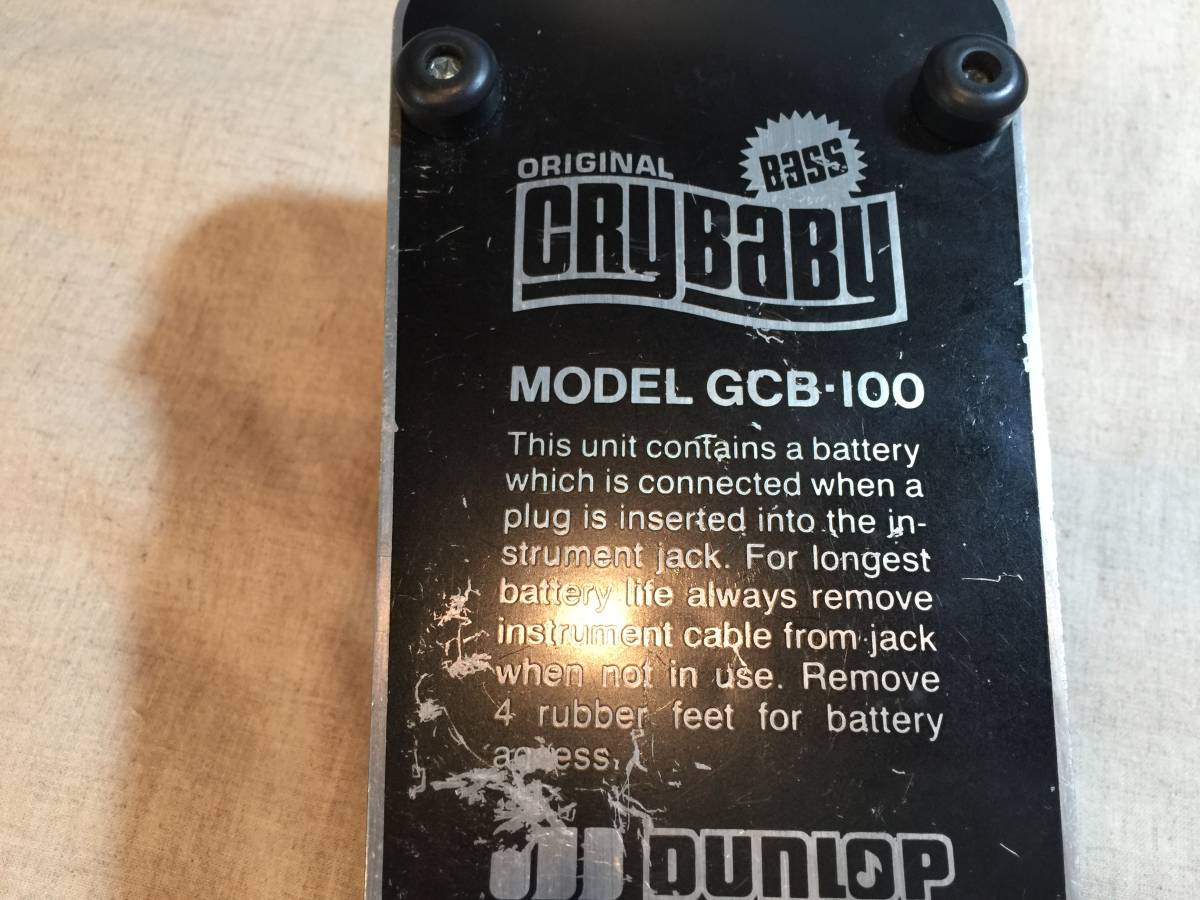 ORIGINAL
BASS
CRYBABY
MODEL GCB-100
This unit contains a battery
which is connected when a
plug is inserted into the in-
strument jack. For longest
battery life always remove
instrument cable from jack
when not in use. Remove
4 rubber feet for battery
access.
DUNLOP